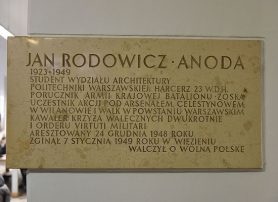 JAN RODOWICZ · ANODA
1923-1949
STUDENT WYDZIAŁU ARCHITEKTURY
POLITECHNIKI WARSZAWSKIEJ, HARCERZ 23 W.D.H.
PORUCZNIK ARMII KRAJOWEJ BATALIONU „ZOŚKA”
UCZESTNIK AKCJI POD ARSENAŁEM, CELESTYNOWEM
W WILANOWIE I WALK W POWSTANIU WARSZAWSKIM
KAWALER KRZYŻA WALECZNYCH DWUKROTNIE
I ORDERU VIRTUTI MILITARI
ARESZTOWANY 24 GRUDNIA 1948 ROKU
ZGINĄŁ 7 STYCZNIA 1949 ROKU W WIĘZIENIU
WALCZYŁ O WOLNĄ POLSKĘ